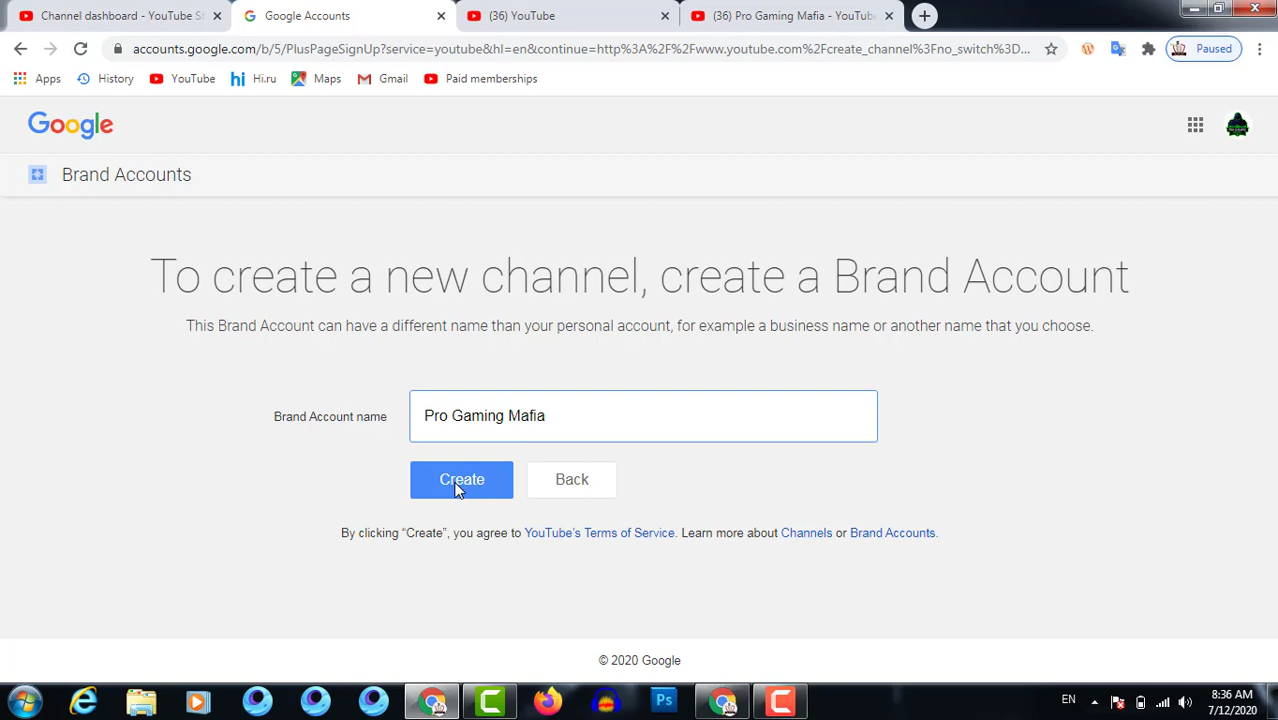 Channel dashboard - YouTube St
Google Accounts
(36) YouTube
(36) Pro Gaming Mafia - YouTube
accounts.google.com/b/5/PlusPageSignUp?service=youtube&hl=en&continue=http%3A%2F%2Fwww.youtube.com%2Fcreate_channel%3Fno_switch%3D...
Paused
Apps
History
YouTube
hi
Hi.ru
Maps
Gmail
Paid memberships
Google
Brand Accounts
To create a new channel, create a Brand Account
This Brand Account can have a different name than your personal account, for example a business name or another name that you choose.
Brand Account name
Pro Gaming Mafia
Create
Back
By clicking “Create”, you agree to YouTube's Terms of Service. Learn more about Channels or Brand Accounts.
© 2020 Google
Ps
EN
8:36 AM
7/12/2020